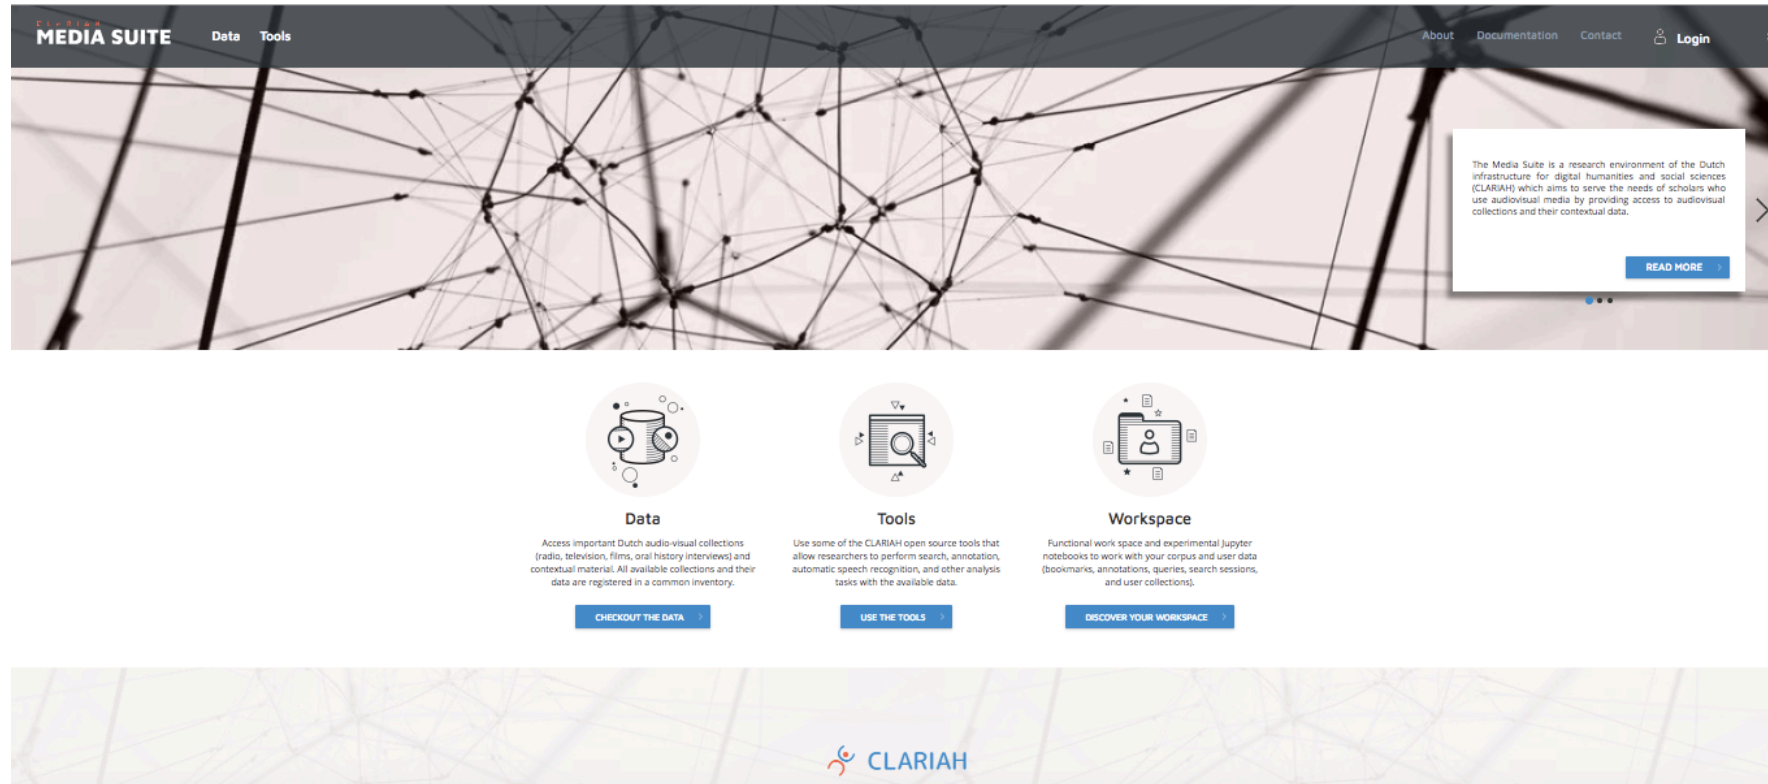 CLARIAH
MEDIA SUITE
Data
Tools
About
Documentation
Contact
Login
The Media Suite is a research environment of the Dutch
infrastructure for digital humanities and social sciences
(CLARIAH) which aims to serve the needs of scholars who
use audiovisual media by providing access to audiovisual
collections and their contextual data.
READ MORE
Data
Access important Dutch audio-visual collections
(radio, television, films, oral history interviews) and
contextual material. All available collections and their
data are registered in a common inventory.
CHECKOUT THE DATA
Tools
Use some of the CLARIAH open source tools that
allow researchers to perform search, annotation,
automatic speech recognition, and other analysis
tasks with the available data.
USE THE TOOLS
Workspace
Functional work space and experimental Jupyter
notebooks to work with your corpus and user data
(bookmarks, annotations, queries, search sessions,
and user collections).
DISCOVER YOUR WORKSPACE
CLARIAH